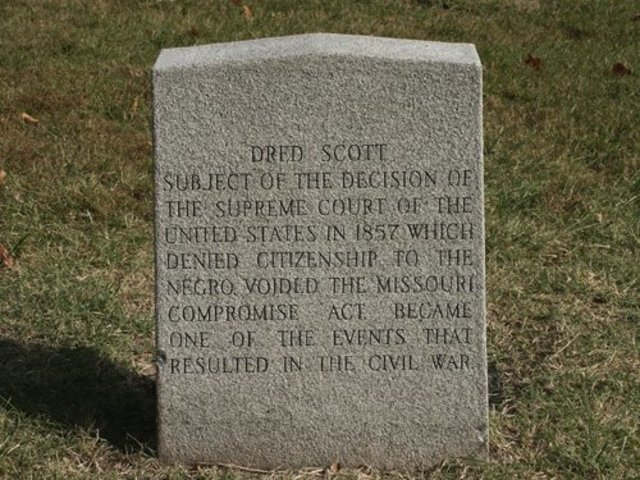 DRED SCOTT
SUBJECT OF THE DECISION OF
THE SUPREME COURT OF THE
UNITED STATES IN 1857 WHICH
DENIED CITIZENSHIP TO THE
NEGRO, VOIDED THE MISSOURI
COMPROMISE ACT, BECAME
ONE OF THE EVENTS THAT
RESULTED IN THE CIVIL WAR